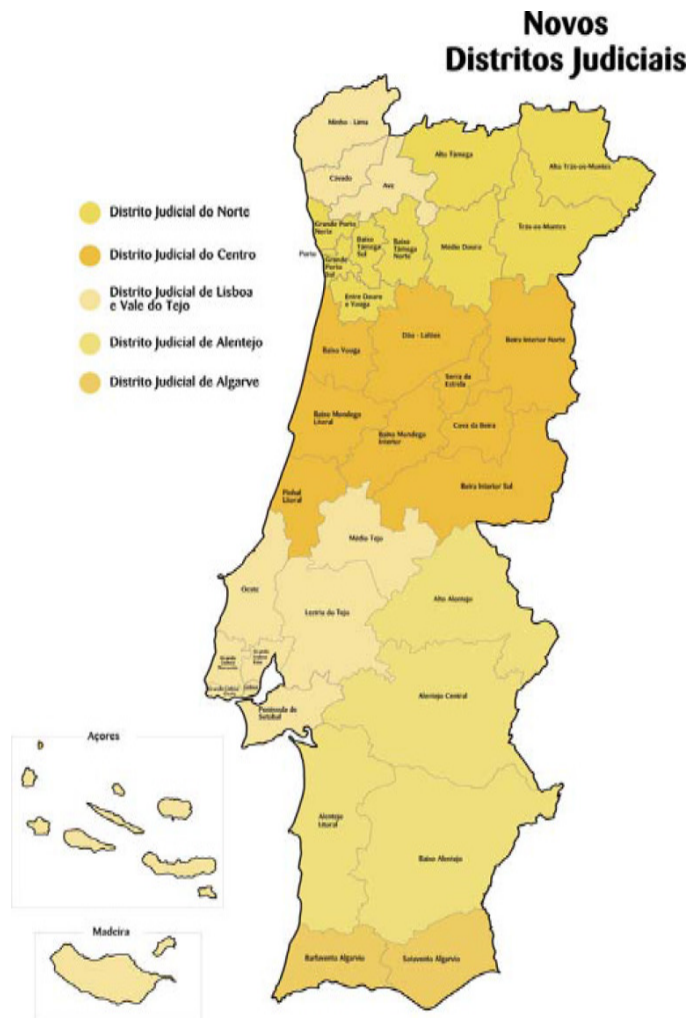 Novos
Distritos Judiciais
Minho - Lima
Alto Tâmega
Alto Trás-os-Montes
Cávado
Ave
Distrito Judicial do Norte
Distrito Judicial do Centro
Distrito Judicial de Lisboa
e Vale do Tejo
Distrito Judicial de Alentejo
Distrito Judicial de Algarve
Grande Porto
Norte
Porto
Grande
Porto
Sul
Baixo
Tâmega
Sul
Baixo
Tâmega
Norte
Médio Douro
Trás-os-Montes
Entre Douro
e Vouga
Baixo Vouga
Dão - Lafões
Beira Interior Norte
Serra da
Estrela
Baixo Mondego
Litoral
Baixo Mondego
Interior
Cova da Beira
Pinhal
Litoral
Beira Interior Sul
Médio Tejo
Oeste
Lezíria do Tejo
Alto Alentejo
Grande
Lisboa
Península de
Setúbal
Alentejo Central
Açores
Alentejo
Litoral
Baixo Alentejo
Madeira
Barlavento Algarvio
Sotavento Algarvio